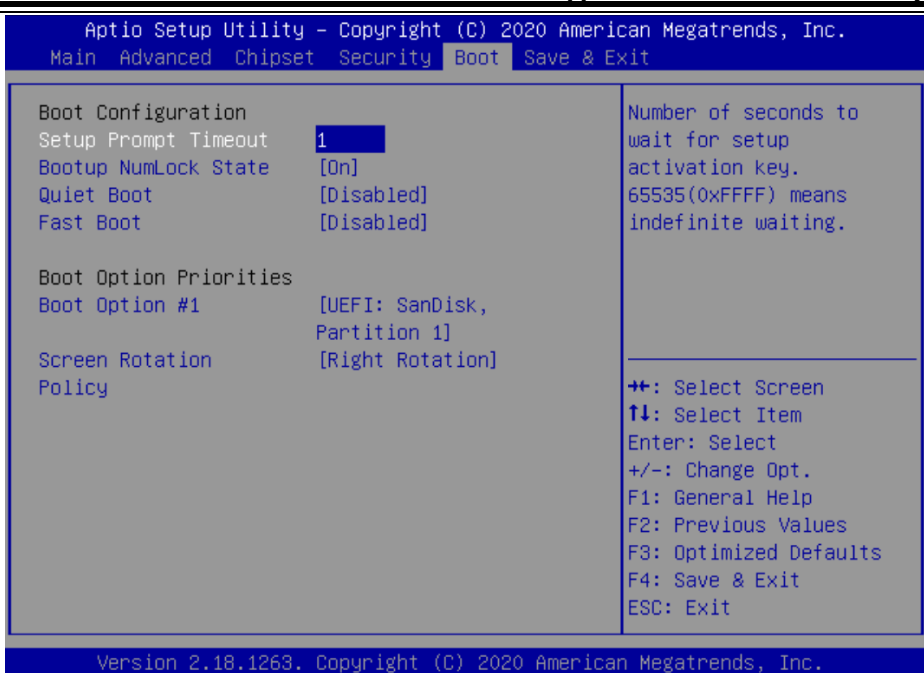 Aptio Setup Utility – Copyright (C) 2020 American Megatrends, Inc.
Main Advanced Chipset Security Boot Save & Exit
Boot Configuration
Setup Prompt Timeout 1
Bootup NumLock State [On]
Quiet Boot [Disabled]
Fast Boot [Disabled]
Boot Option Priorities
Boot Option #1 [UEFI: SanDisk,
Partition 1]
Screen Rotation [Right Rotation]
Policy
Number of seconds to
wait for setup
activation key.
65535(0xFFFF) means
indefinite waiting.
→←: Select Screen
↑↓: Select Item
Enter: Select
+/-: Change Opt.
F1: General Help
F2: Previous Values
F3: Optimized Defaults
F4: Save & Exit
ESC: Exit
Version 2.18.1263. Copyright (C) 2020 American Megatrends, Inc.